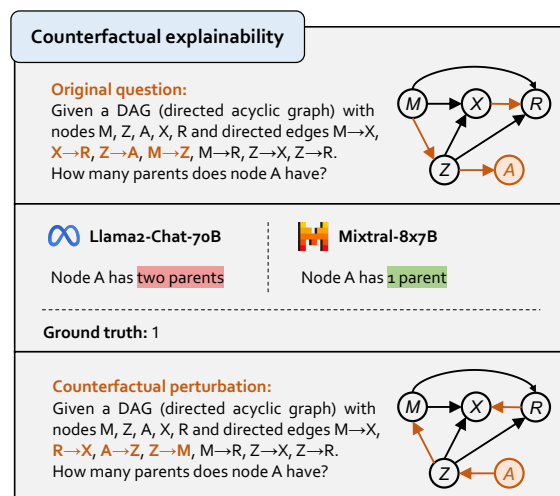 Counterfactual explainability
Original question:
Given a DAG (directed acyclic graph) with
nodes M, Z, A, X, R and directed edges M→X,
X→R, Z→A, M→Z, M→R, Z→X, Z→R.
How many parents does node A have?
M
X
R
Z
A
Llama2-Chat-70B
Mixtral-8x7B
Node A has two parents
Node A has 1 parent
Ground truth: 1
Counterfactual perturbation:
Given a DAG (directed acyclic graph) with
nodes M, Z, A, X, R and directed edges M→X,
R→X, A→Z, Z→M, M→R, Z→X, Z→R.
How many parents does node A have?
M
X
R
Z
A